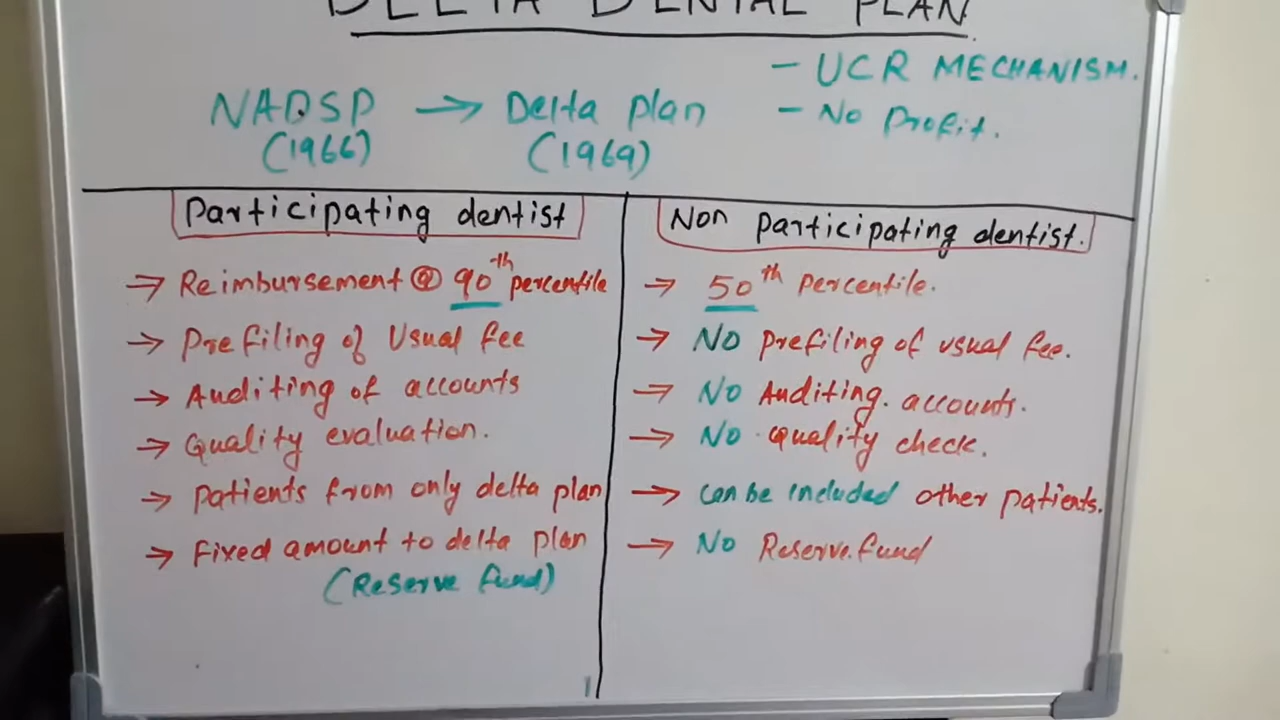 DELTA DENTAL PLAN
- UCR MECHANISM.
NADSP → Delta plan - No Profit.
(1966) (1969)
Participating dentist
→ Reimbursement @ 90th percentile
→ Prefiling of Usual fee
→ Auditing of accounts
→ Quality evaluation.
→ patients from only delta plan
→ Fixed amount to delta plan
(Reserve fund)
Non participating dentist.
→ 50th percentile.
→ No prefiling of usual fee.
→ No Auditing. accounts.
→ No quality check.
→ can be included other patients.
→ No Reserve.fund